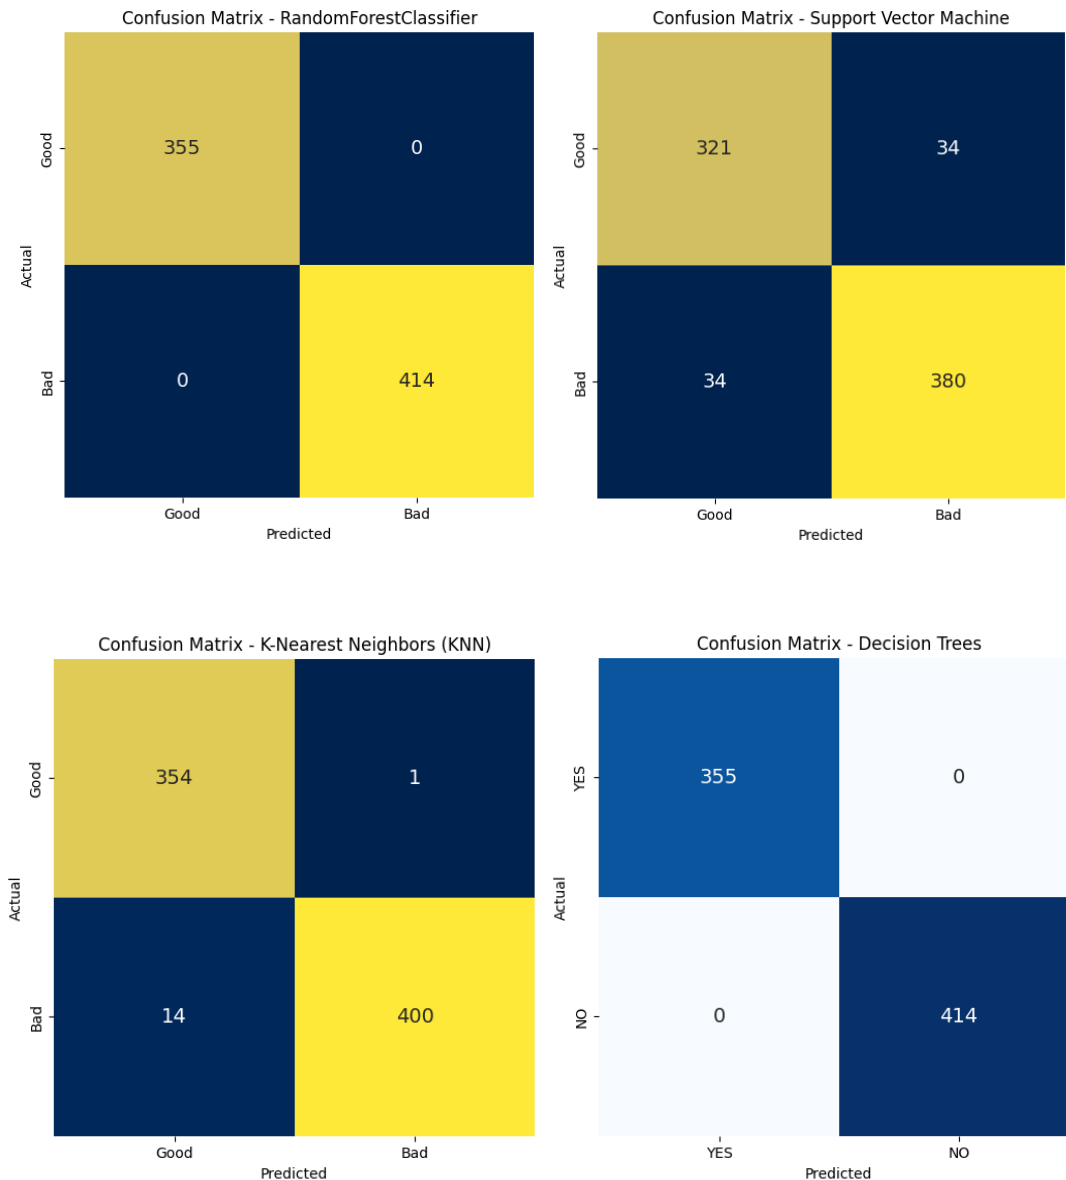 Confusion Matrix - RandomForestClassifier
Actual
Good
355
0
Bad
0
414
Good
Bad
Predicted
Confusion Matrix - Support Vector Machine
Actual
Good
321
34
Bad
34
380
Good
Bad
Predicted
Confusion Matrix - K-Nearest Neighbors (KNN)
Actual
Good
354
1
Bad
14
400
Good
Bad
Predicted
Confusion Matrix - Decision Trees
Actual
YES
355
0
NO
0
414
YES
NO
Predicted